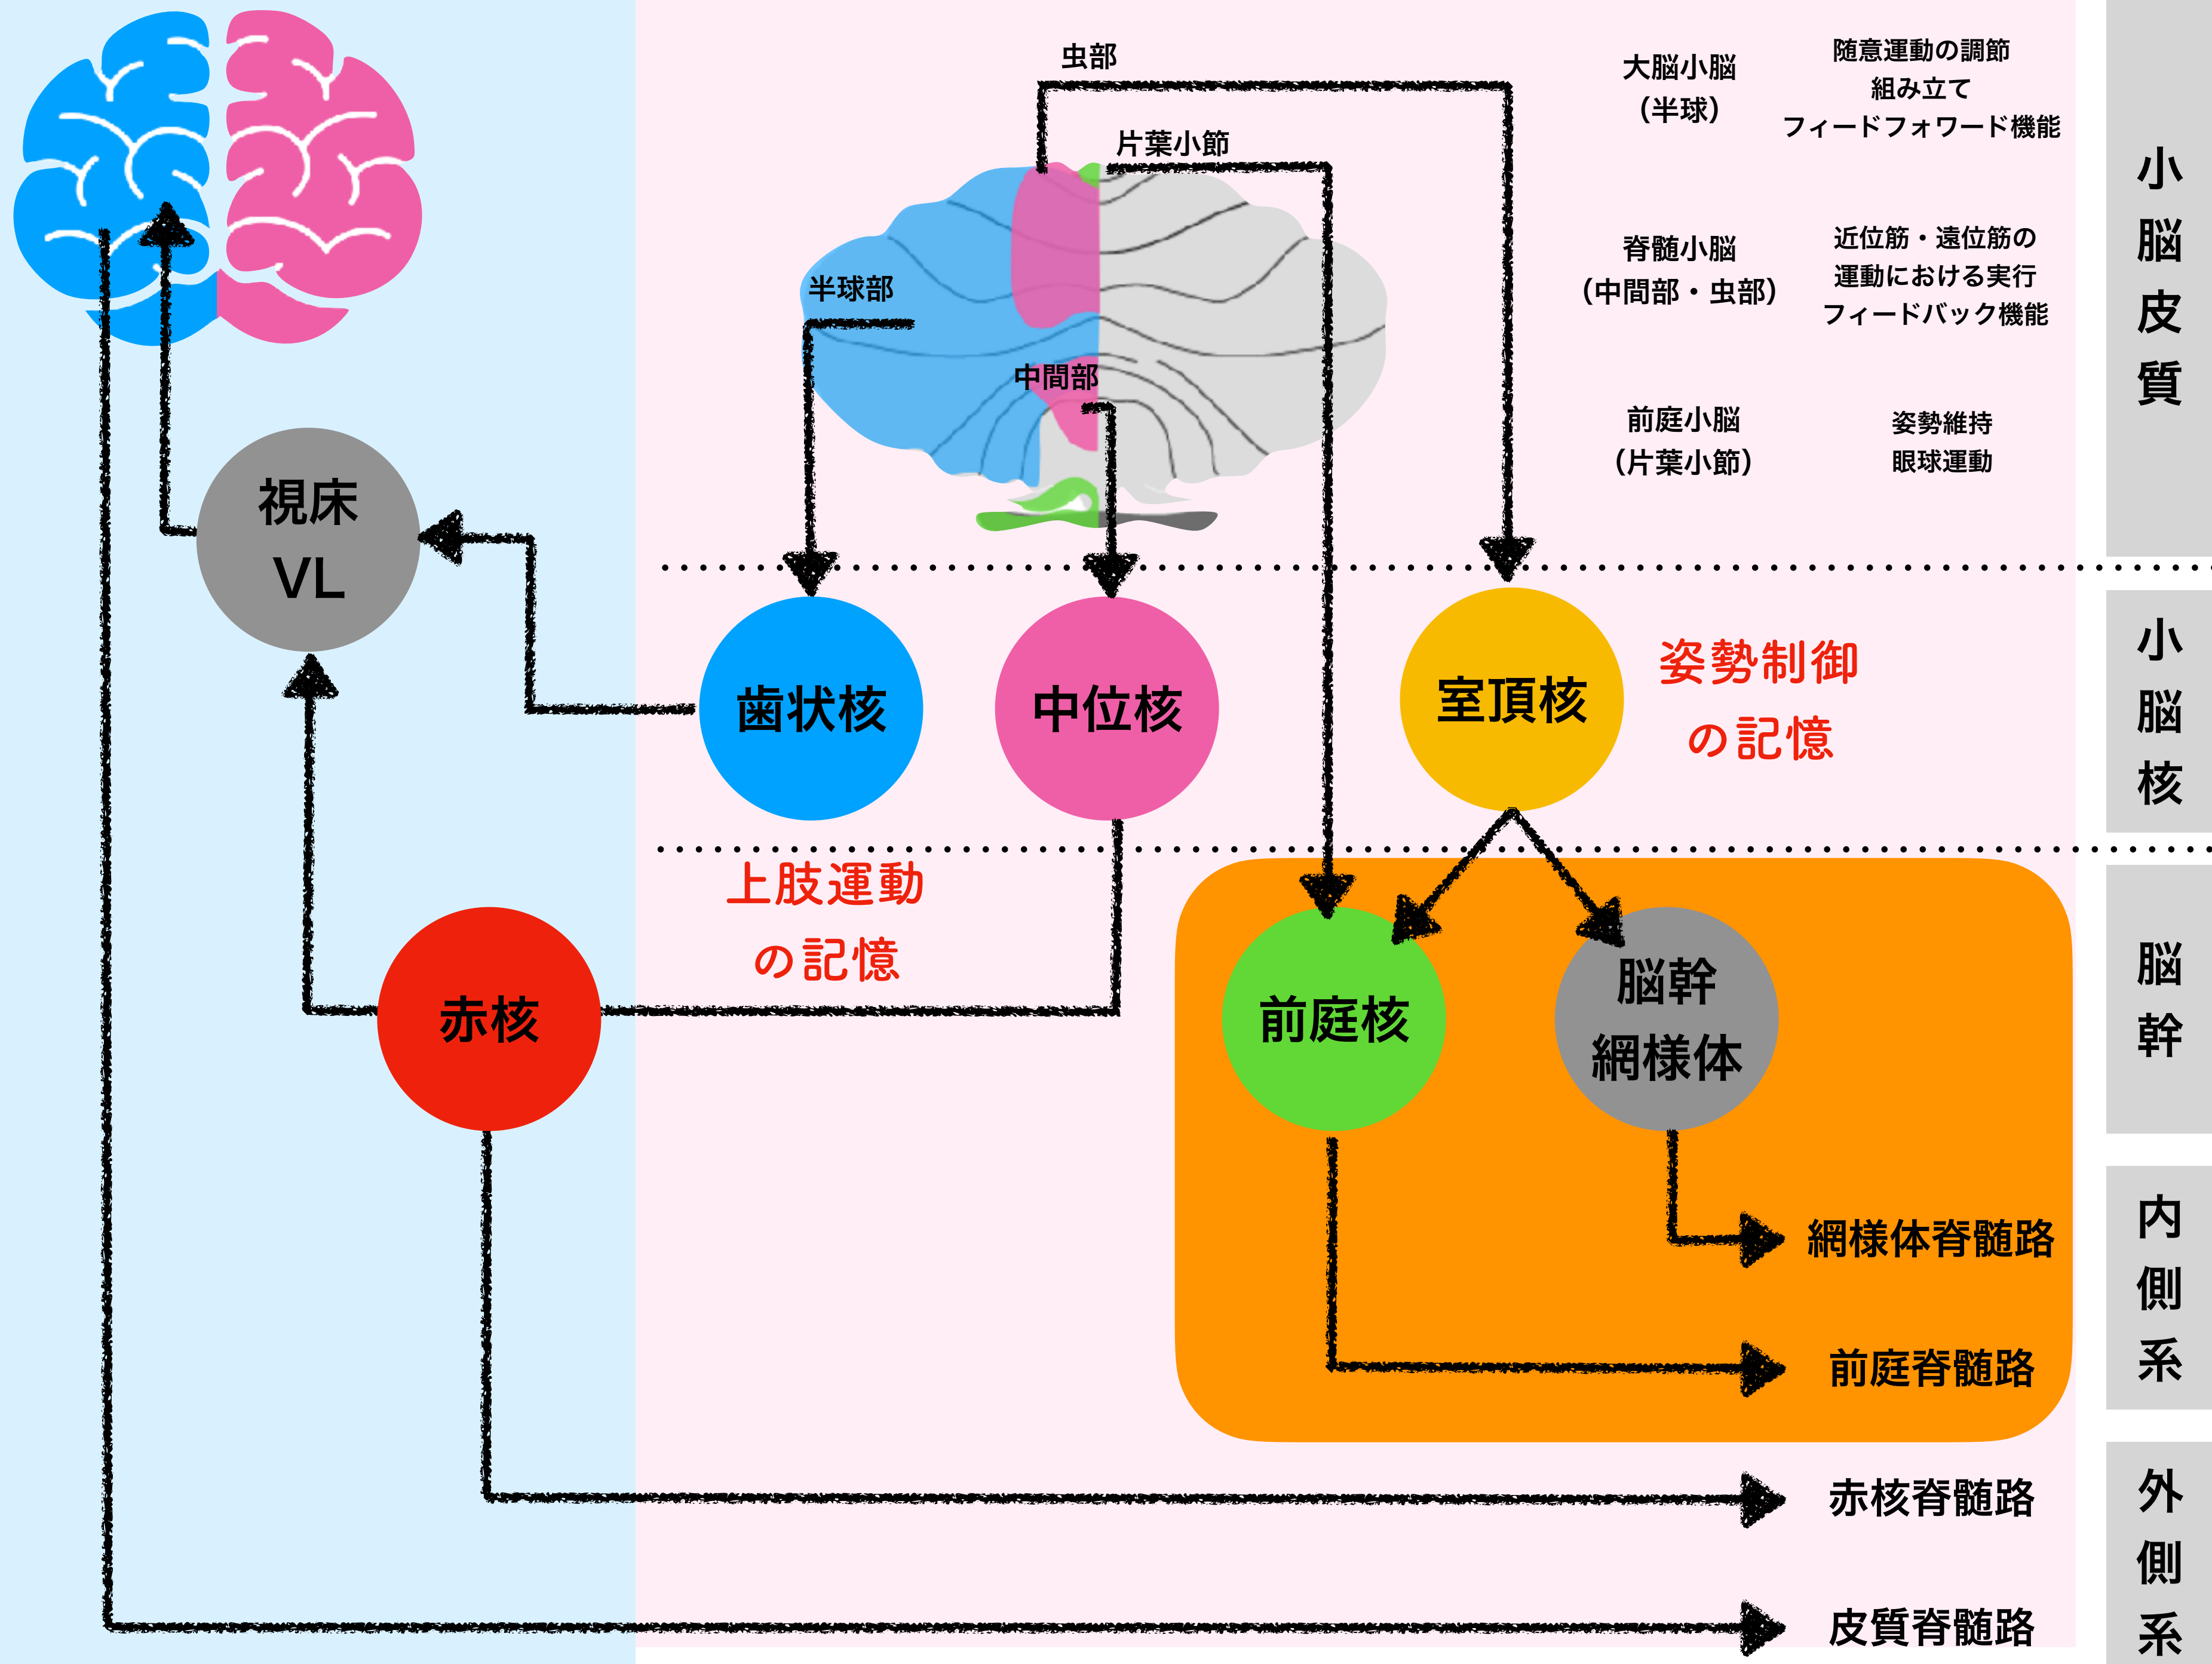 虫部
片葉小節
半球部
中間部
大脳小脳
（半球）
随意運動の調節
組み立て
フィードフォワード機能
脊髄小脳
（中間部・虫部）
近位筋・遠位筋の
運動における実行
フィードバック機能
前庭小脳
（片葉小節）
姿勢維持
眼球運動
小脳皮質
視床
VL
歯状核
中位核
室頂核
姿勢制御
の記憶
小脳核
上肢運動
の記憶
赤核
前庭核
脳幹
網様体
脳幹
網様体脊髄路
前庭脊髄路
内側系
赤核脊髄路
皮質脊髄路
外側系